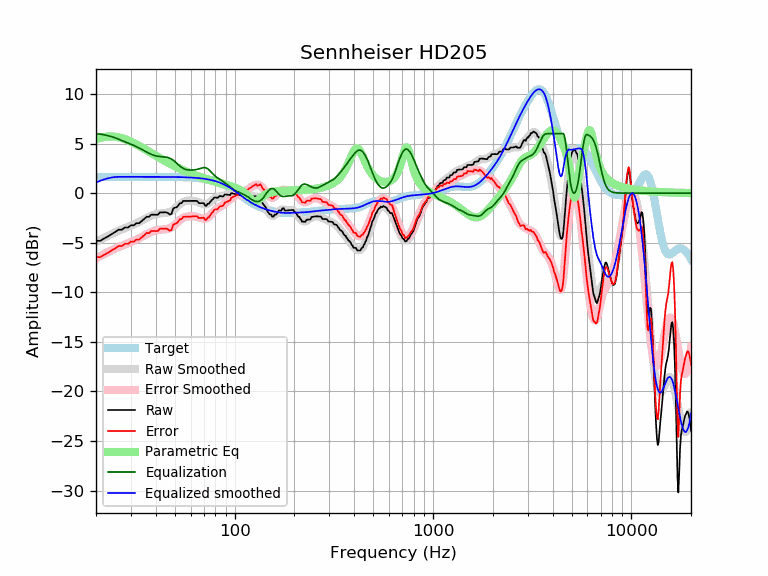 Sennheiser HD205
10
5
0
−5
−10
−15
−20
−25
−30
Amplitude (dBr)
Target
Raw Smoothed
Error Smoothed
Raw
Error
Parametric Eq
Equalization
Equalized smoothed
100 1000 10000
Frequency (Hz)